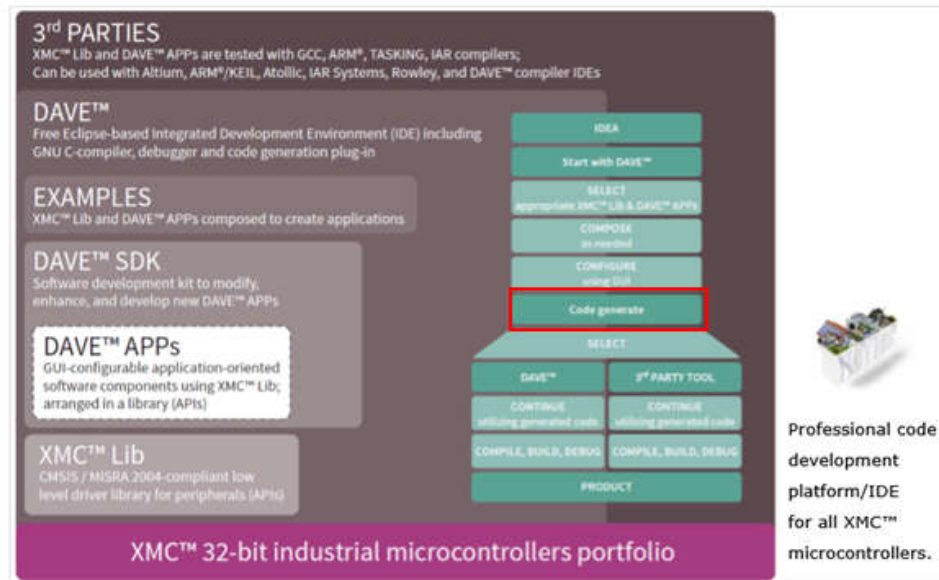 3rd PARTIES
XMC™ Lib and DAVE™ APPs are tested with GCC, ARM®, TASKING, IAR compilers;
Can be used with Altium, ARM®/KEIL, Atollic, IAR Systems, Rowley, and DAVE™ compiler IDEs
DAVE™
Free Eclipse-based Integrated Development Environment (IDE) including
GNU C-compiler, debugger and code generation plug-in
EXAMPLES
XMC™ Lib and DAVE™ APPs composed to create applications
DAVE™ SDK
Software development kit to modify,
enhance, and develop new DAVE™ APPs
DAVE™ APPs
GUI-configurable application-oriented
software components using XMC™ Lib;
arranged in a library (APIs)
XMC™ Lib
CMSIS / MISRA 2004-compliant low
level driver library for peripherals (APIs)
IDEA
Start with DAVE™
SELECT
appropriate XMC™ Lib & DAVE™ APPs
COMPOSE
as needed
CONFIGURE
using GUI
Code generate
SELECT
DAVE™
3rd PARTY TOOL
CONTINUE
utilizing generated code
CONTINUE
utilizing generated code
COMPILE, BUILD, DEBUG
COMPILE, BUILD, DEBUG
PRODUCT
XMC™ 32-bit industrial microcontrollers portfolio
Professional code
development
platform/IDE
for all XMC™
microcontrollers.